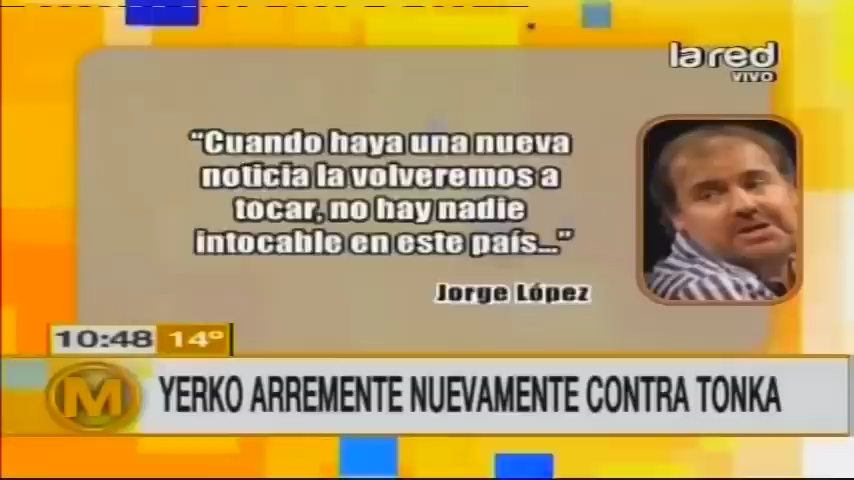 la red
VIVO
“Cuando haya una nueva
noticia la volveremos a
tocar, no hay nadie
intocable en este país...”
Jorge López
10:48 14°
M YERKO ARREMENTE NUEVAMENTE CONTRA TONKA